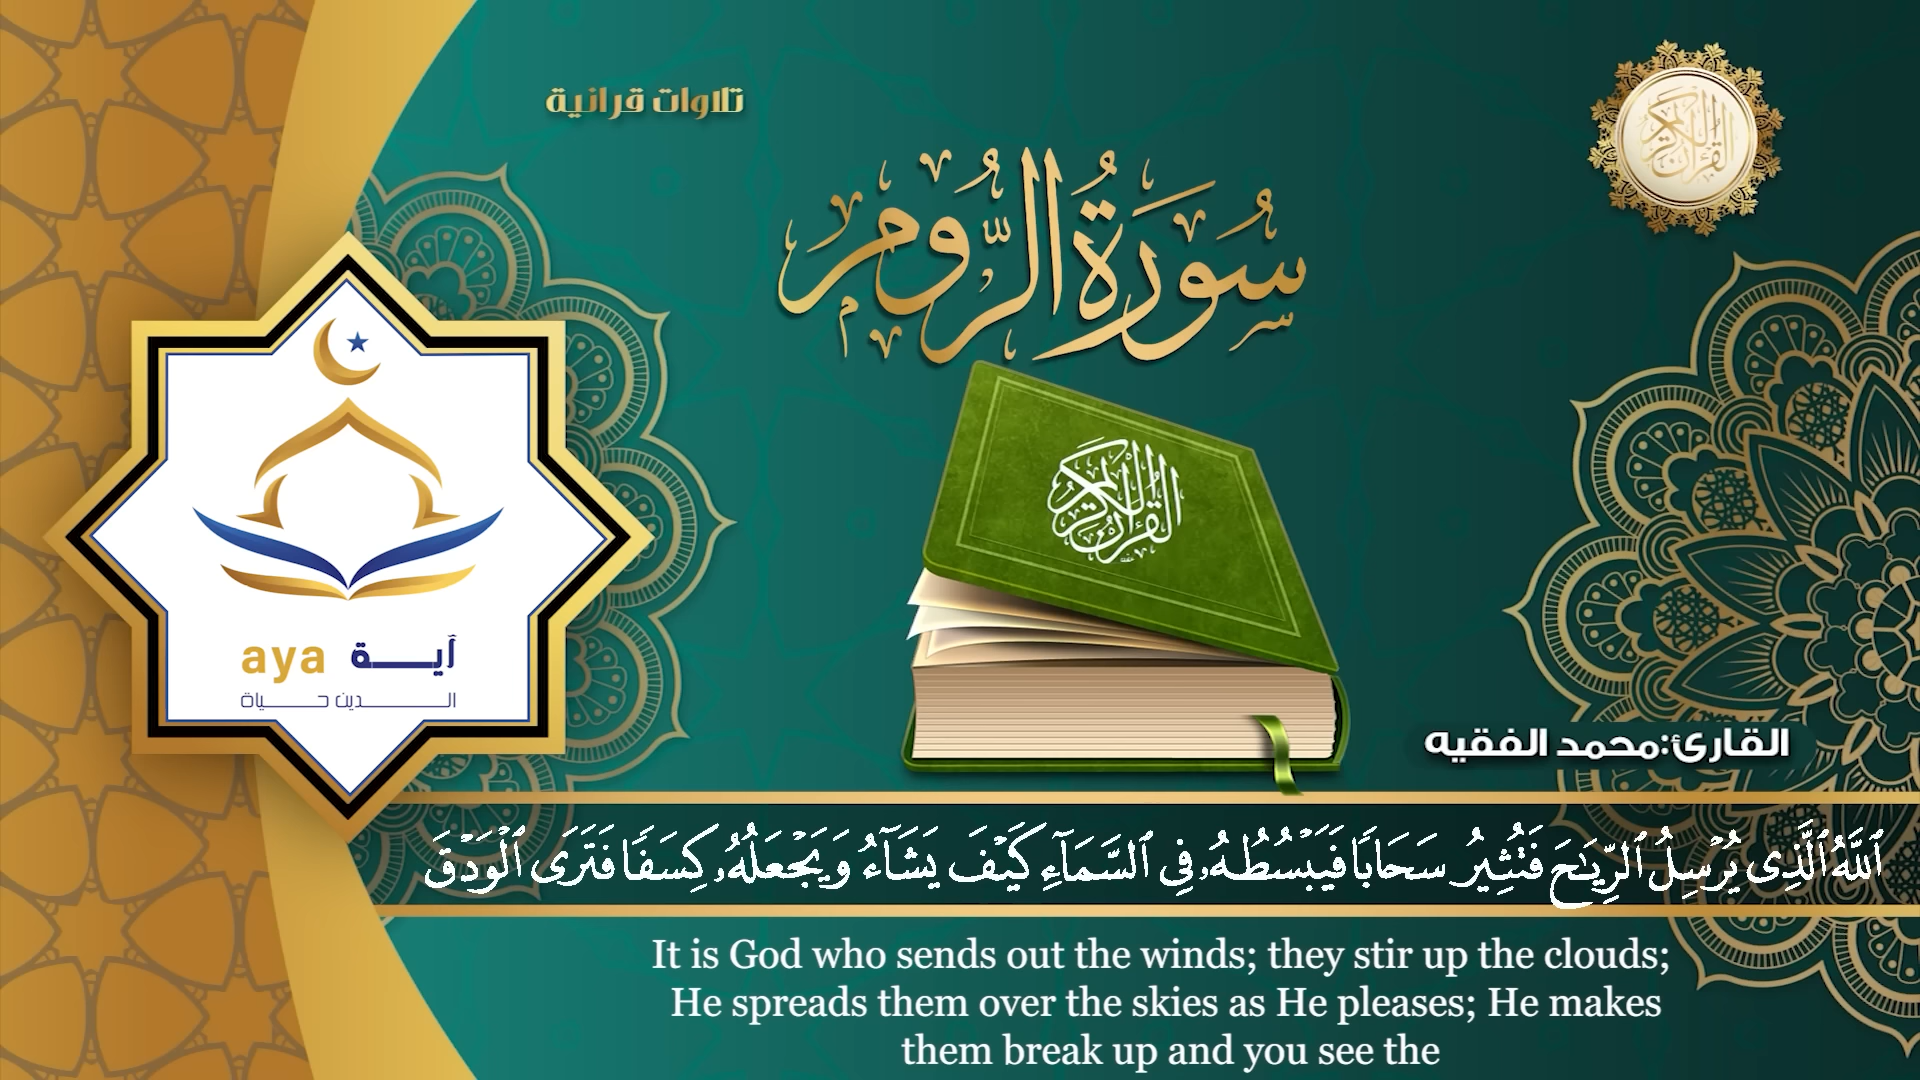 تلاوات قرانية
سُورَةُ الرُّومِ
القرآن الكريم
القرآن الكريم
aya آيـــة
الـــدين حـــياة
القارئ:محمد الفقيه
ٱللَّهُ ٱلَّذِى يُرْسِلُ ٱلرِّيَـٰحَ فَتُثِيرُ سَحَابًا فَيَبْسُطُهُۥ فِى ٱلسَّمَآءِ كَيْفَ يَشَآءُ وَيَجْعَلُهُۥ كِسَفًا فَتَرَى ٱلْوَدْقَ
It is God who sends out the winds; they stir up the clouds;
He spreads them over the skies as He pleases; He makes
them break up and you see the